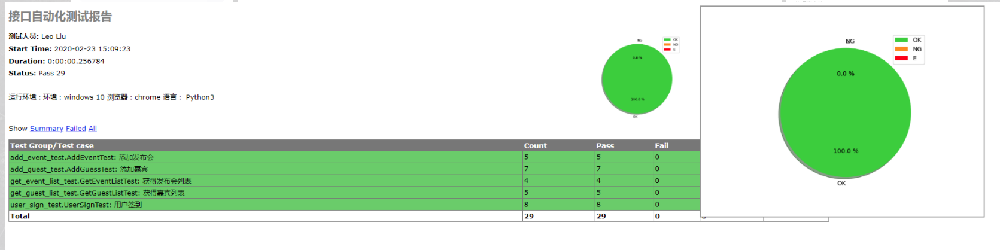 接口自动化测试报告
测试人员: Leo Liu
Start Time: 2020-02-23 15:09:23
Duration: 0:00:00.256784
Status: Pass 29
运行环境：环境：windows 10 浏览器：chrome 语言： Python3
OK
NG
E
0.0 %
100.0 %
OK
Show Summary Failed All
Test Group/Test case Count Pass Fail
add_event_test.AddEventTest: 添加发布会 5 5 0
add_guest_test.AddGuessTest: 添加嘉宾 7 7 0
get_event_list_test.GetEventListTest: 获得发布会列表 4 4 0
get_guest_list_test.GetGuestListTest: 获得嘉宾列表 5 5 0
user_sign_test.UserSignTest: 用户签到 8 8 0
Total 29 29 0
OK
NG
E
0.0 %
100.0 %
OK